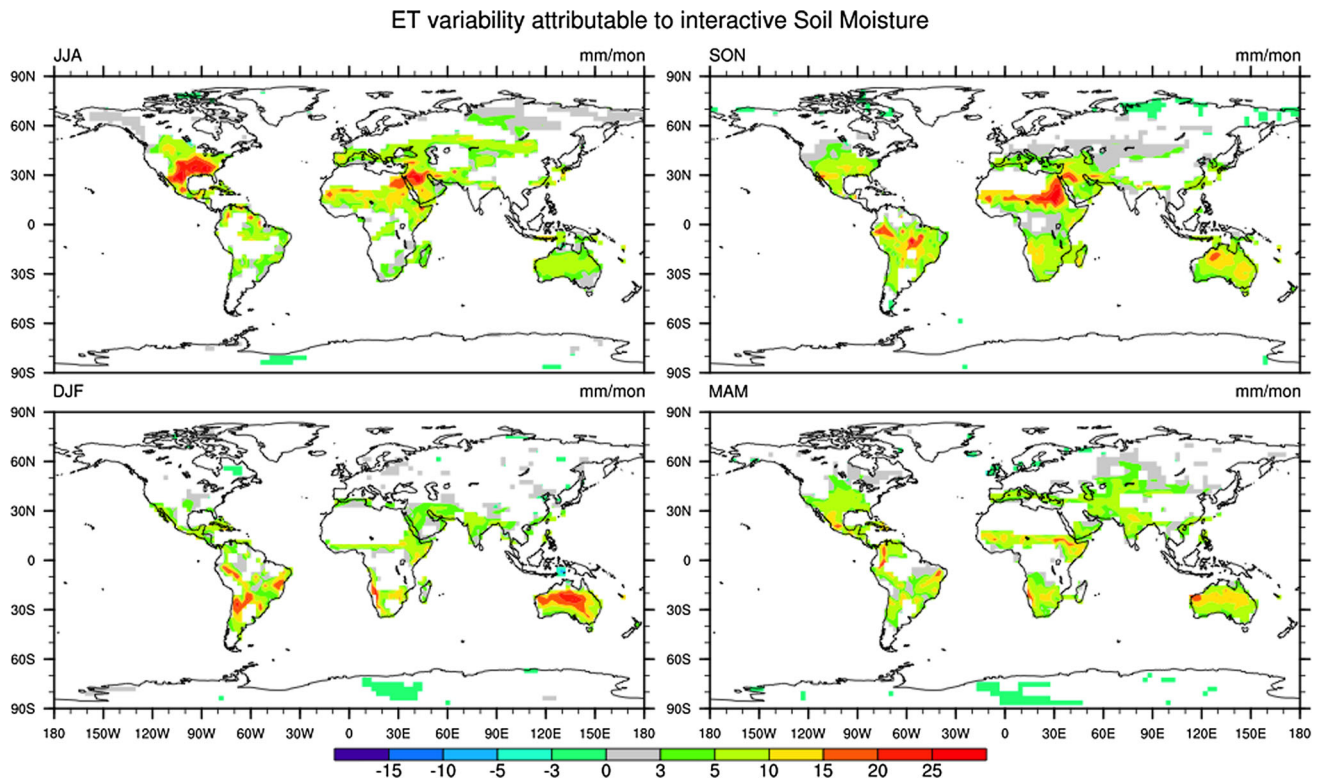 ET variability attributable to interactive Soil Moisture
JJA mm/mon SON mm/mon
90N 90N
60N 60N
30N 30N
0 0
30S 30S
60S 60S
90S 90S
DJF mm/mon MAM mm/mon
90N 90N
60N 60N
30N 30N
0 0
30S 30S
60S 60S
90S 90S
180 150W 120W 90W 60W 30W 0 30E 60E 90E 120E 150E 180 150W 120W 90W 60W 30W 0 30E 60E 90E 120E 150E 180
-15 -10 -5 -3 0 3 5 10 15 20 25